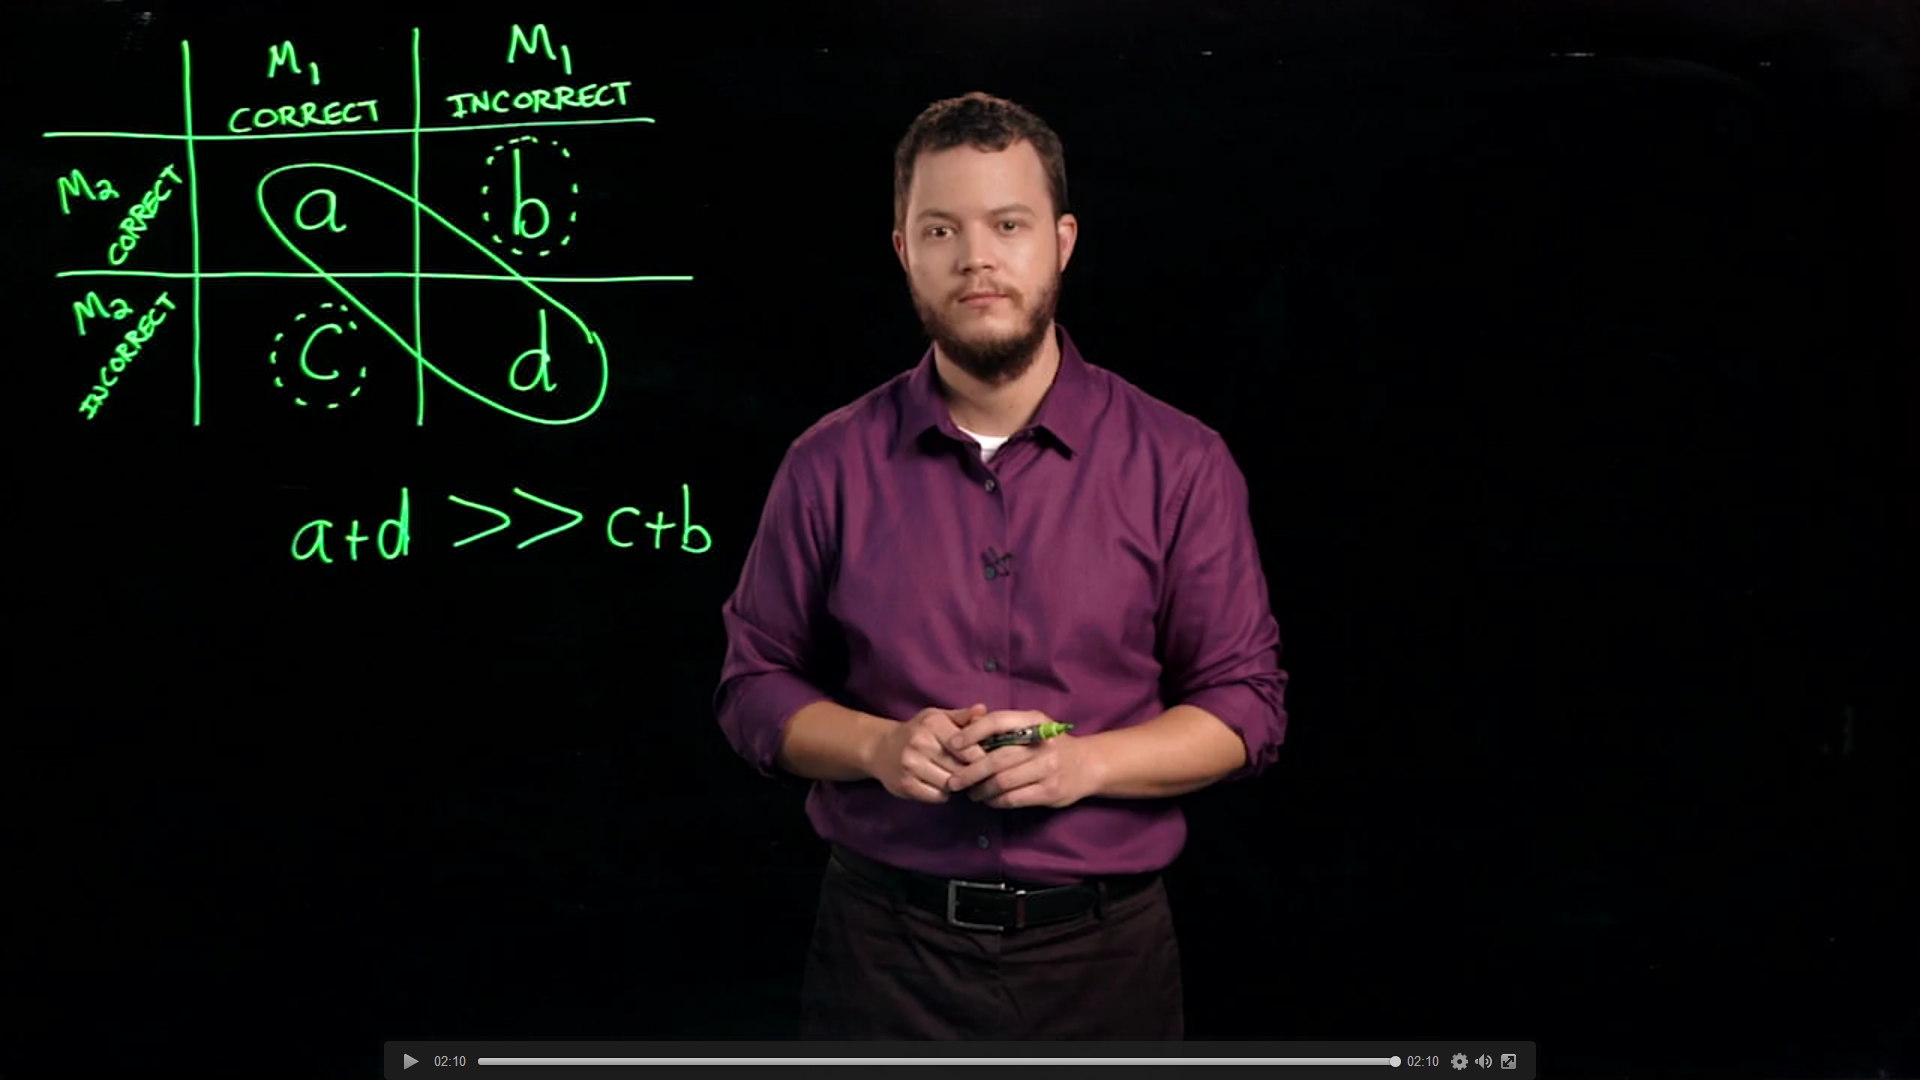 M1 M1
CORRECT INCORRECT
M2 CORRECT a b
M2 INCORRECT c d
a+d >> c+b
02:10 02:10